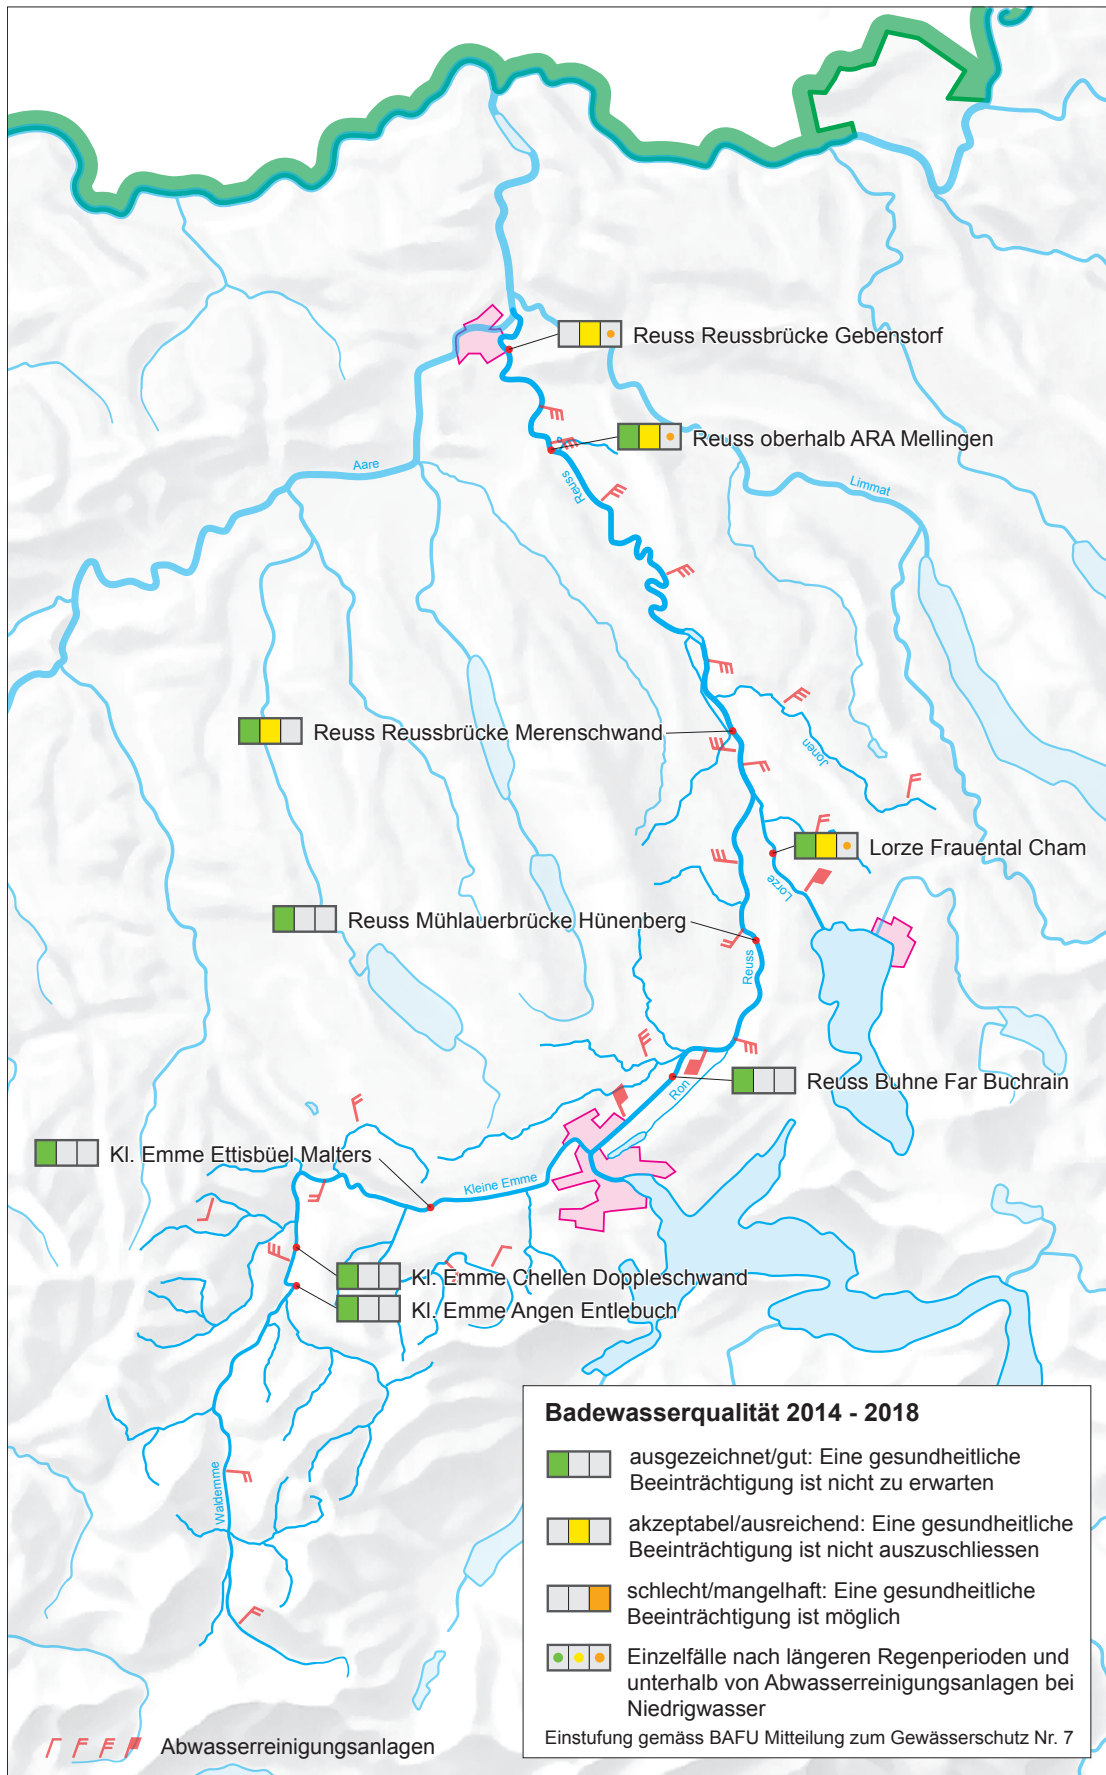 Reuss Reussbrücke Gebenstorf
Reuss oberhalb ARA Mellingen
Aare
Reuss
Limmat
Reuss Reussbrücke Merenschwand
Jonen
Lorze Frauental Cham
Lorze
Reuss Mühlauerbrücke Hünenberg
Reuss
Reuss Buhne Far Buchrain
Ron
Kl. Emme Ettisbüel Malters
Kleine Emme
Kl. Emme Chellen Doppleschwand
Kl. Emme Angen Entlebuch
Waldemme
Badewasserqualität 2014 - 2018
ausgezeichnet/gut: Eine gesundheitliche
Beeinträchtigung ist nicht zu erwarten
akzeptabel/ausreichend: Eine gesundheitliche
Beeinträchtigung ist nicht auszuschliessen
schlecht/mangelhaft: Eine gesundheitliche
Beeinträchtigung ist möglich
Einzelfälle nach längeren Regenperioden und
unterhalb von Abwasserreinigungsanlagen bei
Niedrigwasser
Einstufung gemäss BAFU Mitteilung zum Gewässerschutz Nr. 7
Abwasserreinigungsanlagen